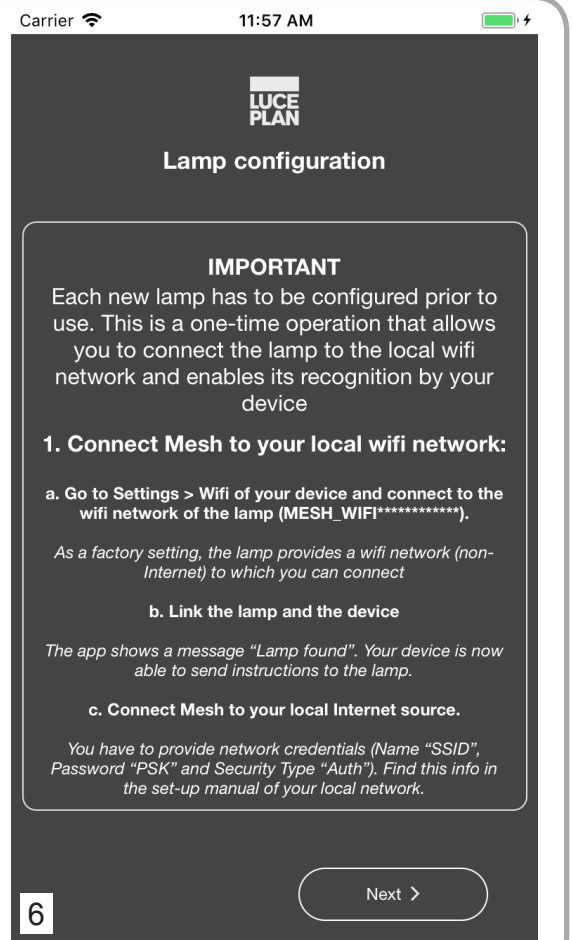 Carrier 11:57 AM
LUCE
PLAN
Lamp configuration
IMPORTANT
Each new lamp has to be configured prior to
use. This is a one-time operation that allows
you to connect the lamp to the local wifi
network and enables its recognition by your
device
1. Connect Mesh to your local wifi network:
a. Go to Settings > Wifi of your device and connect to the
wifi network of the lamp (MESH_WIFI************).
As a factory setting, the lamp provides a wifi network (non-
Internet) to which you can connect
b. Link the lamp and the device
The app shows a message “Lamp found”. Your device is now
able to send instructions to the lamp.
c. Connect Mesh to your local Internet source.
You have to provide network credentials (Name “SSID”,
Password “PSK” and Security Type “Auth”). Find this info in
the set-up manual of your local network.
Next >
6